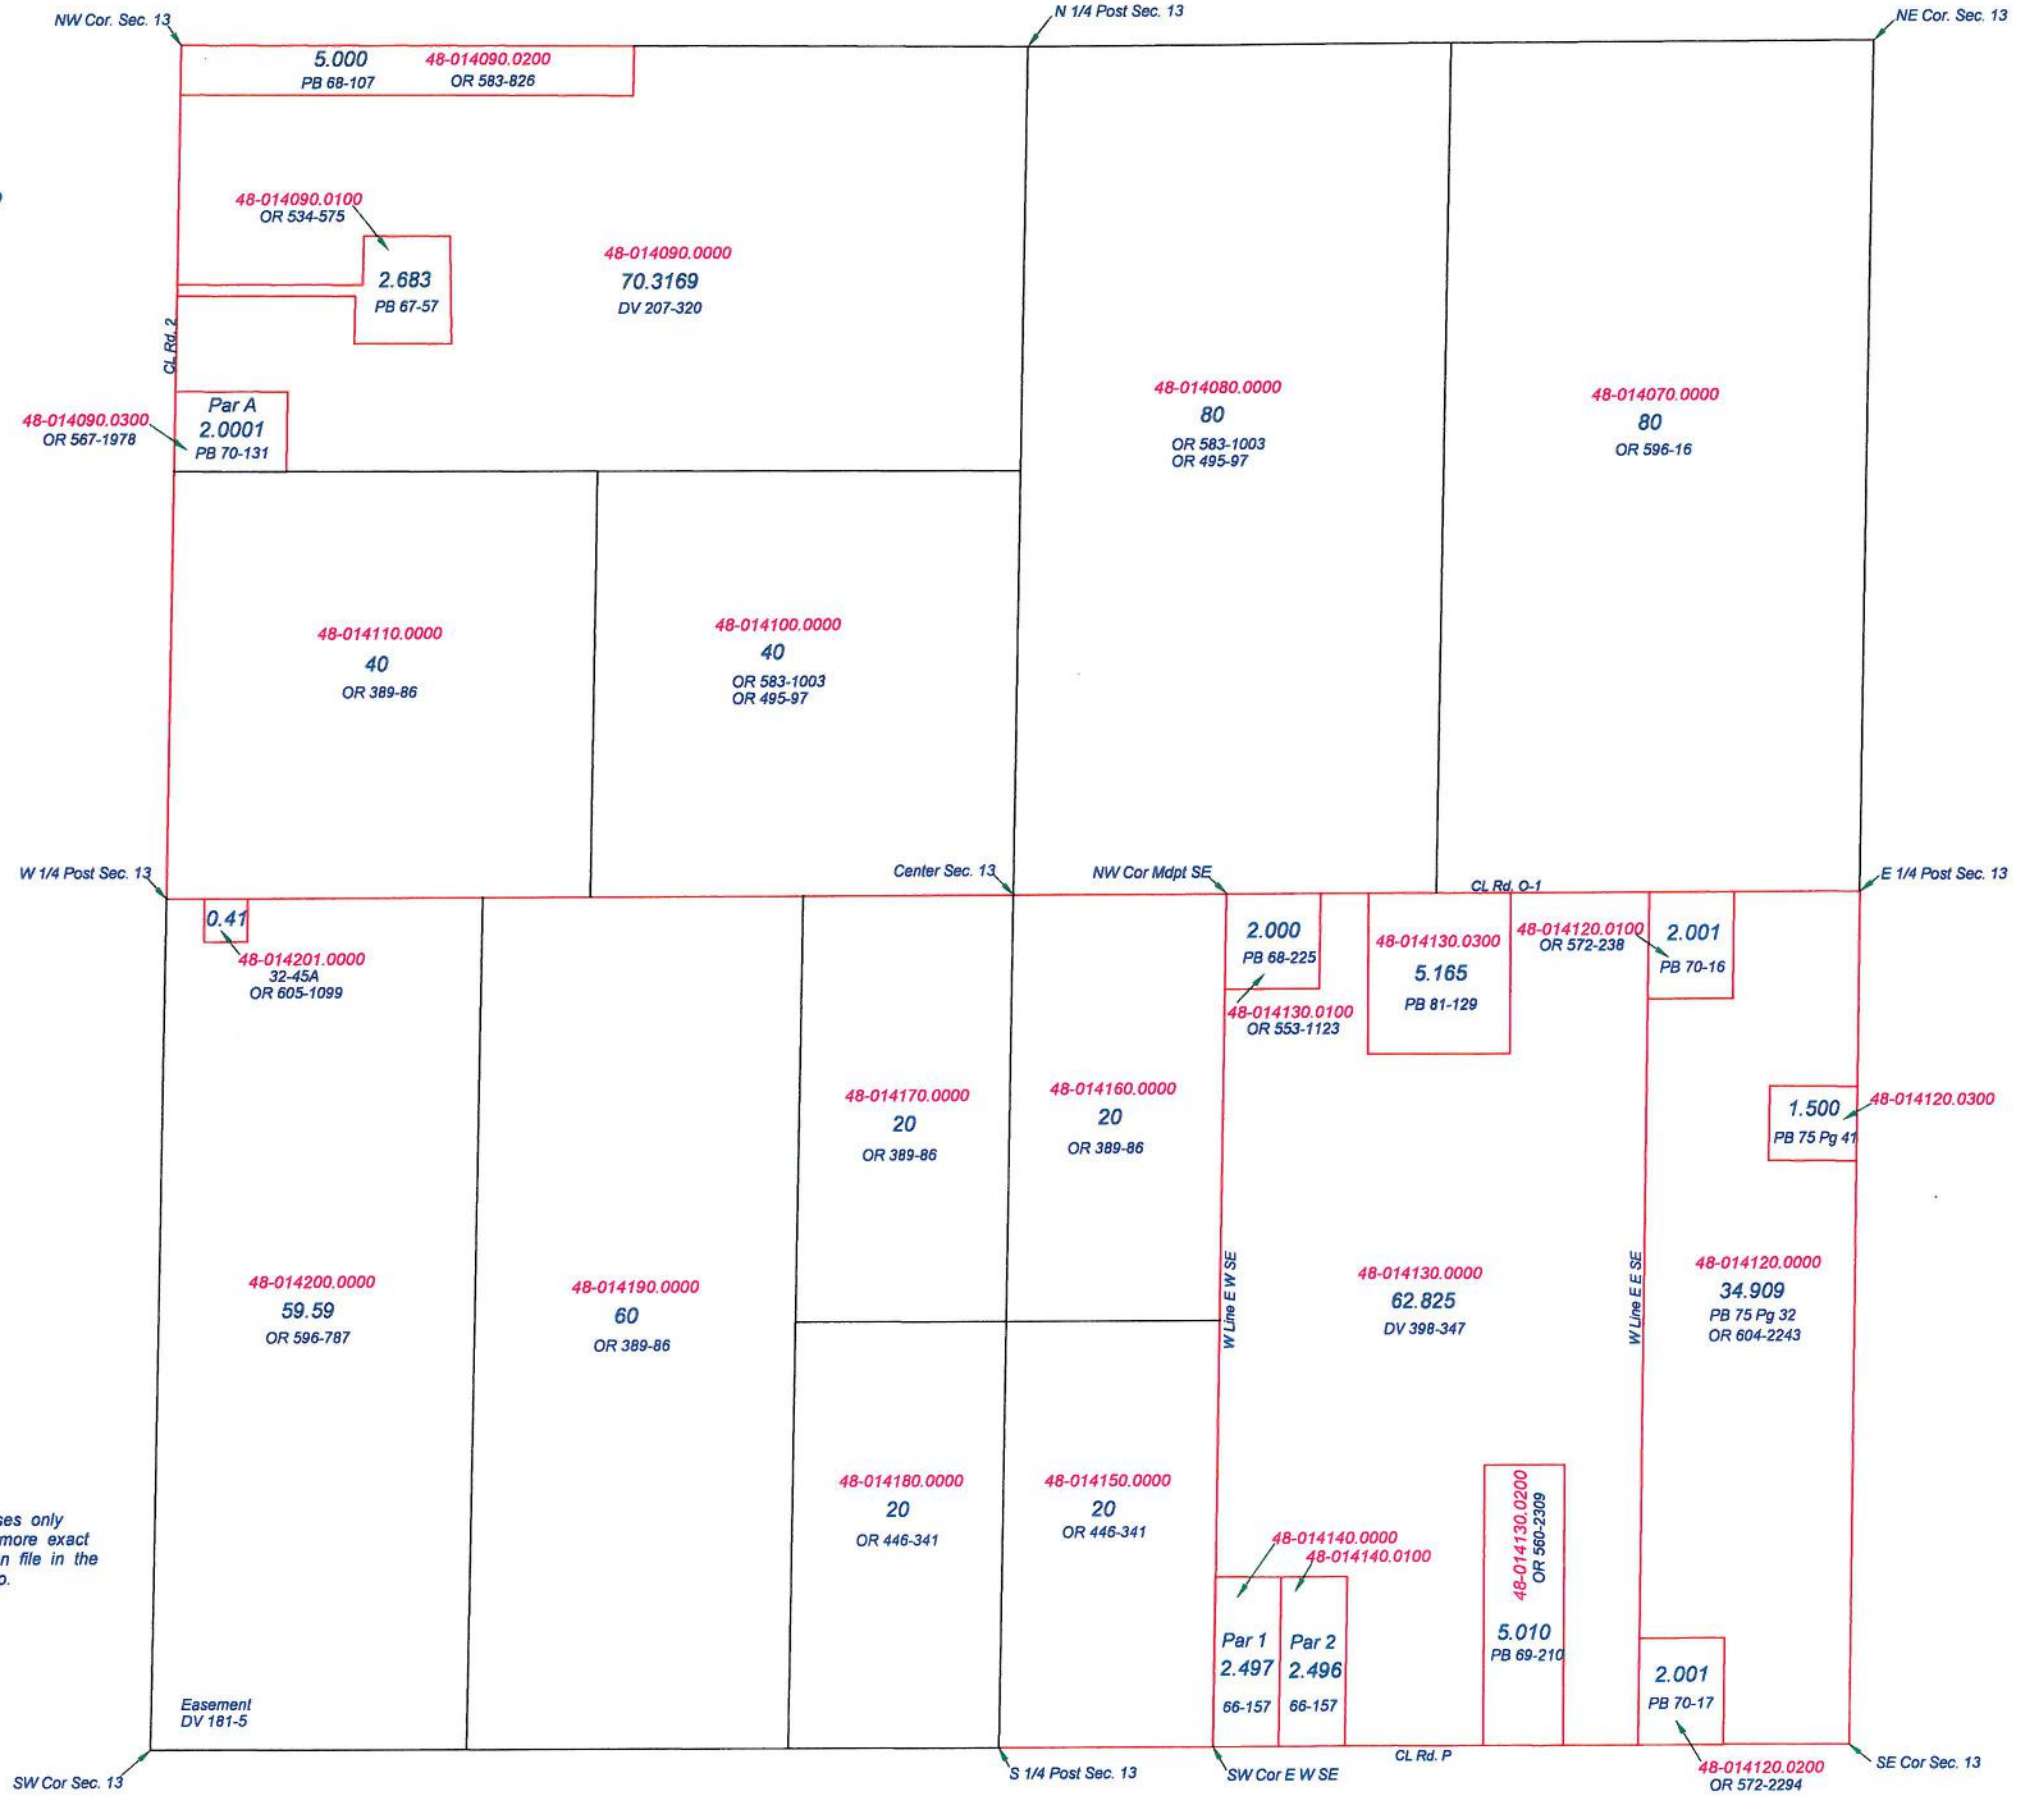 NW Cor. Sec. 13
N 1/4 Post Sec. 13
NE Cor. Sec. 13
5.000
48-014090.0200
PB 68-107
OR 583-826
48-014090.0100
OR 534-575
2.683
PB 67-57
48-014090.0000
70.3169
DV 207-320
CL Rd. 2
48-014090.0300
OR 567-1978
Par A
2.0001
PB 70-131
48-014080.0000
80
OR 583-1003
OR 495-97
48-014070.0000
80
OR 596-16
48-014110.0000
40
OR 389-86
48-014100.0000
40
OR 583-1003
OR 495-97
W 1/4 Post Sec. 13
Center Sec. 13
NW Cor Mdpt SE
CL Rd. O-1
E 1/4 Post Sec. 13
0.41
48-014201.0000
32-45A
OR 605-1099
2.000
PB 68-225
48-014130.0100
OR 553-1123
48-014130.0300
5.165
PB 81-129
48-014120.0100
OR 572-238
2.001
PB 70-16
48-014170.0000
20
OR 389-86
48-014160.0000
20
OR 389-86
1.500
PB 75 Pg 41
48-014120.0300
48-014200.0000
59.59
OR 596-787
48-014190.0000
60
OR 389-86
W Line E W SE
48-014130.0000
62.825
DV 398-347
W Line E E SE
48-014120.0000
34.909
PB 75 Pg 32
OR 604-2243
48-014180.0000
20
OR 446-341
48-014150.0000
20
OR 446-341
48-014140.0000
48-014140.0100
Par 1
2.497
66-157
Par 2
2.496
66-157
48-014130.0200
OR 560-2309
5.010
PB 69-210
2.001
PB 70-17
48-014120.0200
OR 572-2294
ses only
more exact
n file in the
o.
Easement
DV 181-5
SW Cor Sec. 13
S 1/4 Post Sec. 13
SW Cor E W SE
CL Rd. P
SE Cor Sec. 13